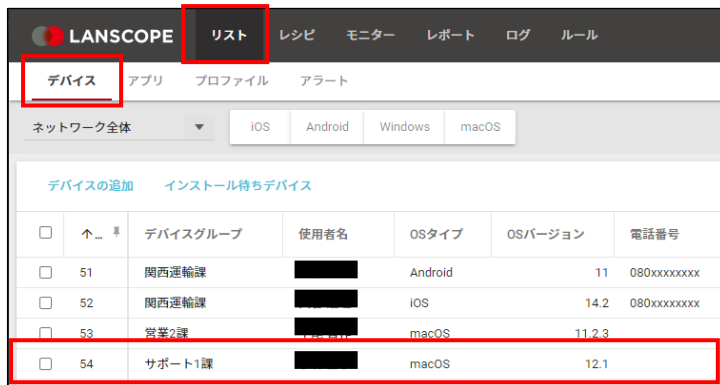 LANSCOPE リスト レシピ モニター レポート ログ ルール
デバイス アプリ プロファイル アラート
ネットワーク全体 iOS Android Windows macOS
デバイスの追加 インストール待ちデバイス
↑... デバイスグループ 使用者名 OSタイプ OSバージョン 電話番号
51 関西運輸課 Android 11 080xxxxxxxx
52 関西運輸課 iOS 14.2 080xxxxxxxx
53 営業2課 macOS 11.2.3
54 サポート1課 macOS 12.1